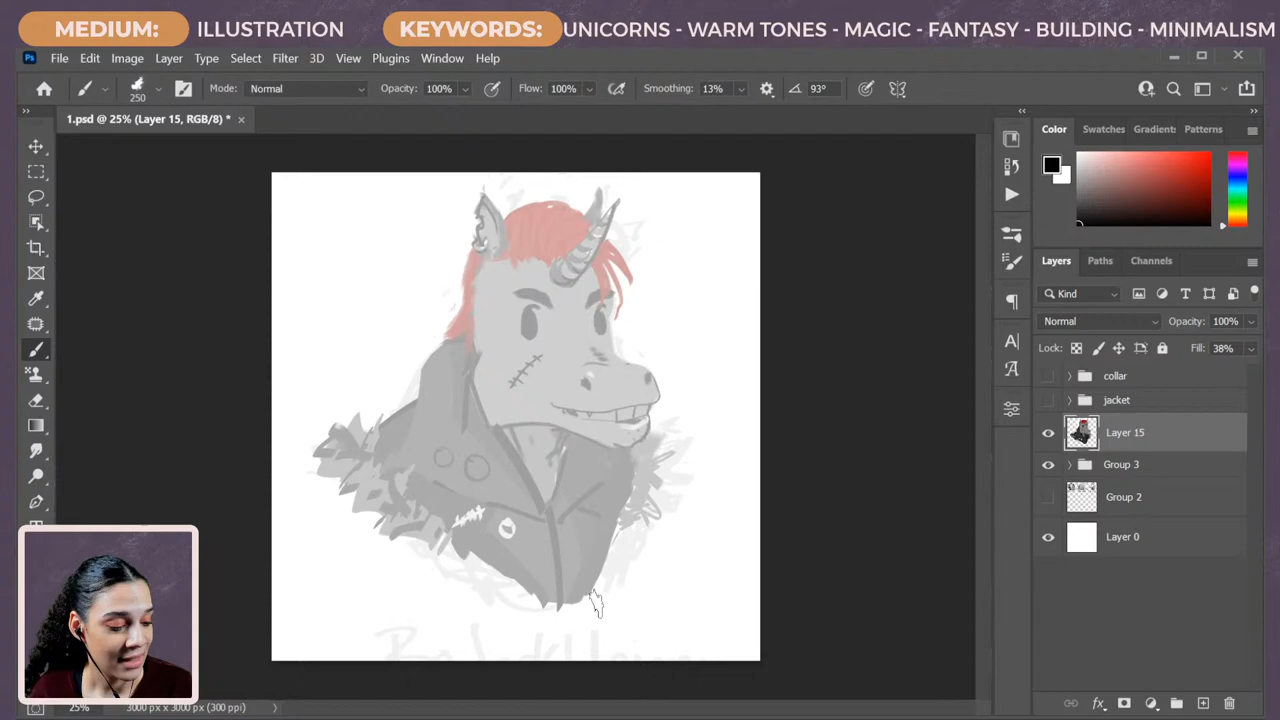 MEDIUM: ILLUSTRATION KEYWORDS: UNICORNS - WARM TONES - MAGIC - FANTASY - BUILDING - MINIMALISM
Ps File Edit Image Layer Type Select Filter 3D View Plugins Window Help
250 Mode: Normal Opacity: 100% Flow: 100% Smoothing: 13% 93°
1.psd @ 25% (Layer 15, RGB/8) *
Color Swatches Gradient Patterns
Layers Paths Channels
Kind
Normal Opacity: 100%
Lock: Fill: 38%
collar
jacket
Layer 15
Group 3
Group 2
Layer 0
25% 3000 px x 3000 px (300 ppi)